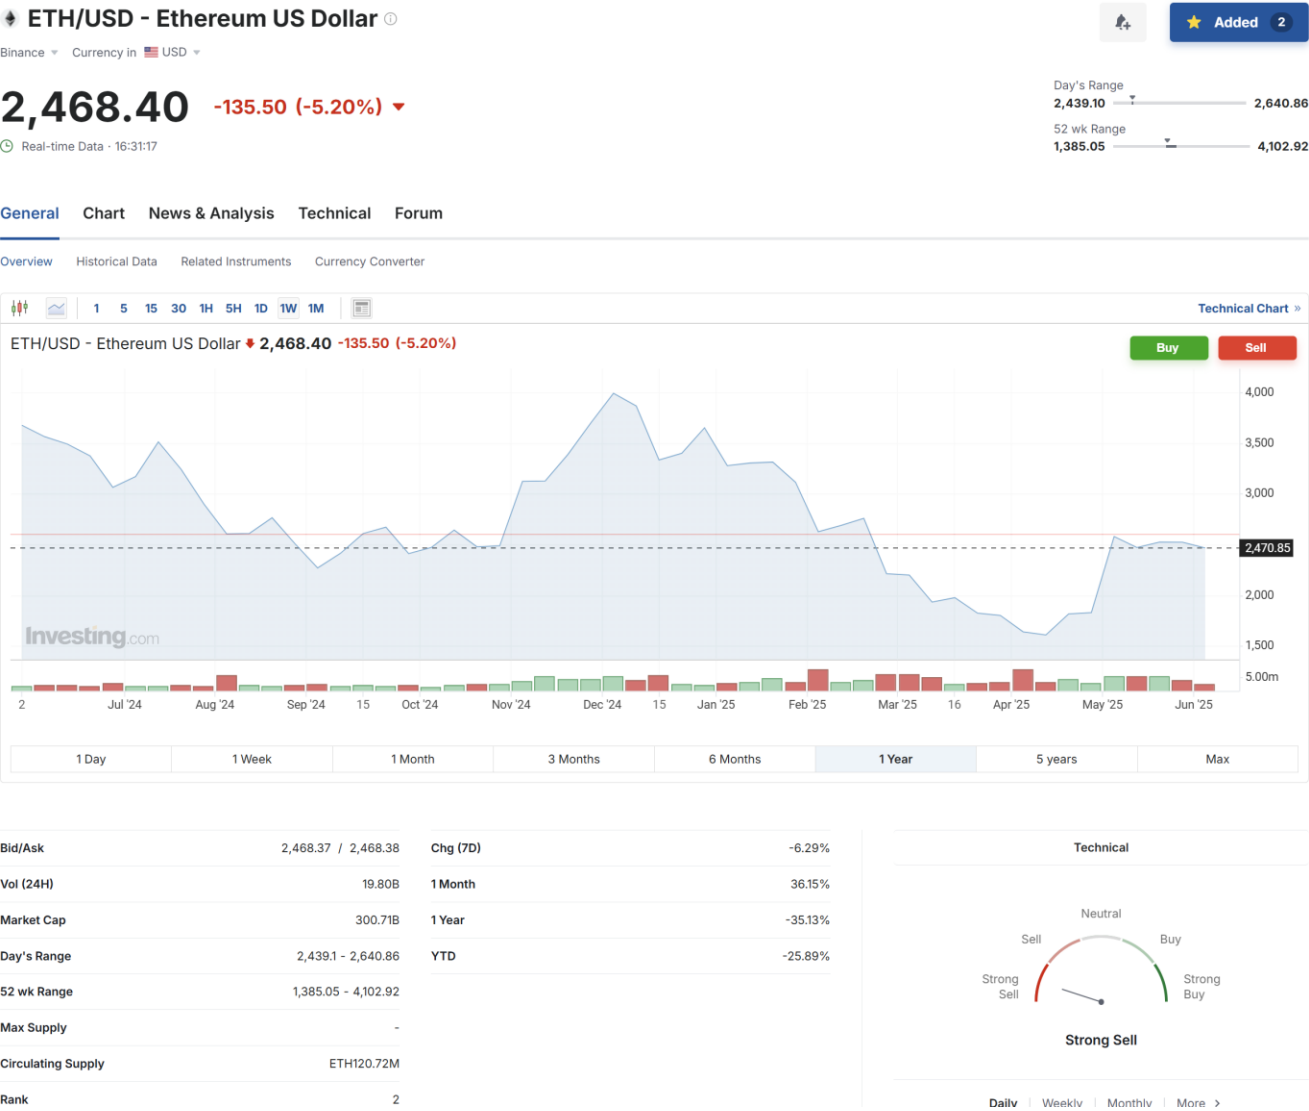 ETH/USD - Ethereum US Dollar
Added 2
Binance Currency in USD
2,468.40 -135.50 (-5.20%)
Real-time Data · 16:31:17
Day's Range
2,439.10 2,640.86
52 wk Range
1,385.05 4,102.92
General Chart News & Analysis Technical Forum
Overview Historical Data Related Instruments Currency Converter
1 5 15 30 1H 5H 1D 1W 1M
Technical Chart »
ETH/USD - Ethereum US Dollar 2,468.40 -135.50 (-5.20%)
Buy Sell
4,000
3,500
3,000
2,470.85
2,000
1,500
Investing.com
5.00m
2 Jul '24 Aug '24 Sep '24 15 Oct '24 Nov '24 Dec '24 15 Jan '25 Feb '25 Mar '25 16 Apr '25 May '25 Jun '25
1 Day 1 Week 1 Month 3 Months 6 Months 1 Year 5 years Max
Bid/Ask 2,468.37 / 2,468.38
Vol (24H) 19.80B
Market Cap 300.71B
Day's Range 2,439.1 - 2,640.86
52 wk Range 1,385.05 - 4,102.92
Max Supply -
Circulating Supply ETH120.72M
Rank 2
Chg (7D) -6.29%
1 Month 36.15%
1 Year -35.13%
YTD -25.89%
Technical
Neutral
Sell Buy
Strong Sell
Strong Buy
Strong Sell
Daily Weekly Monthly More